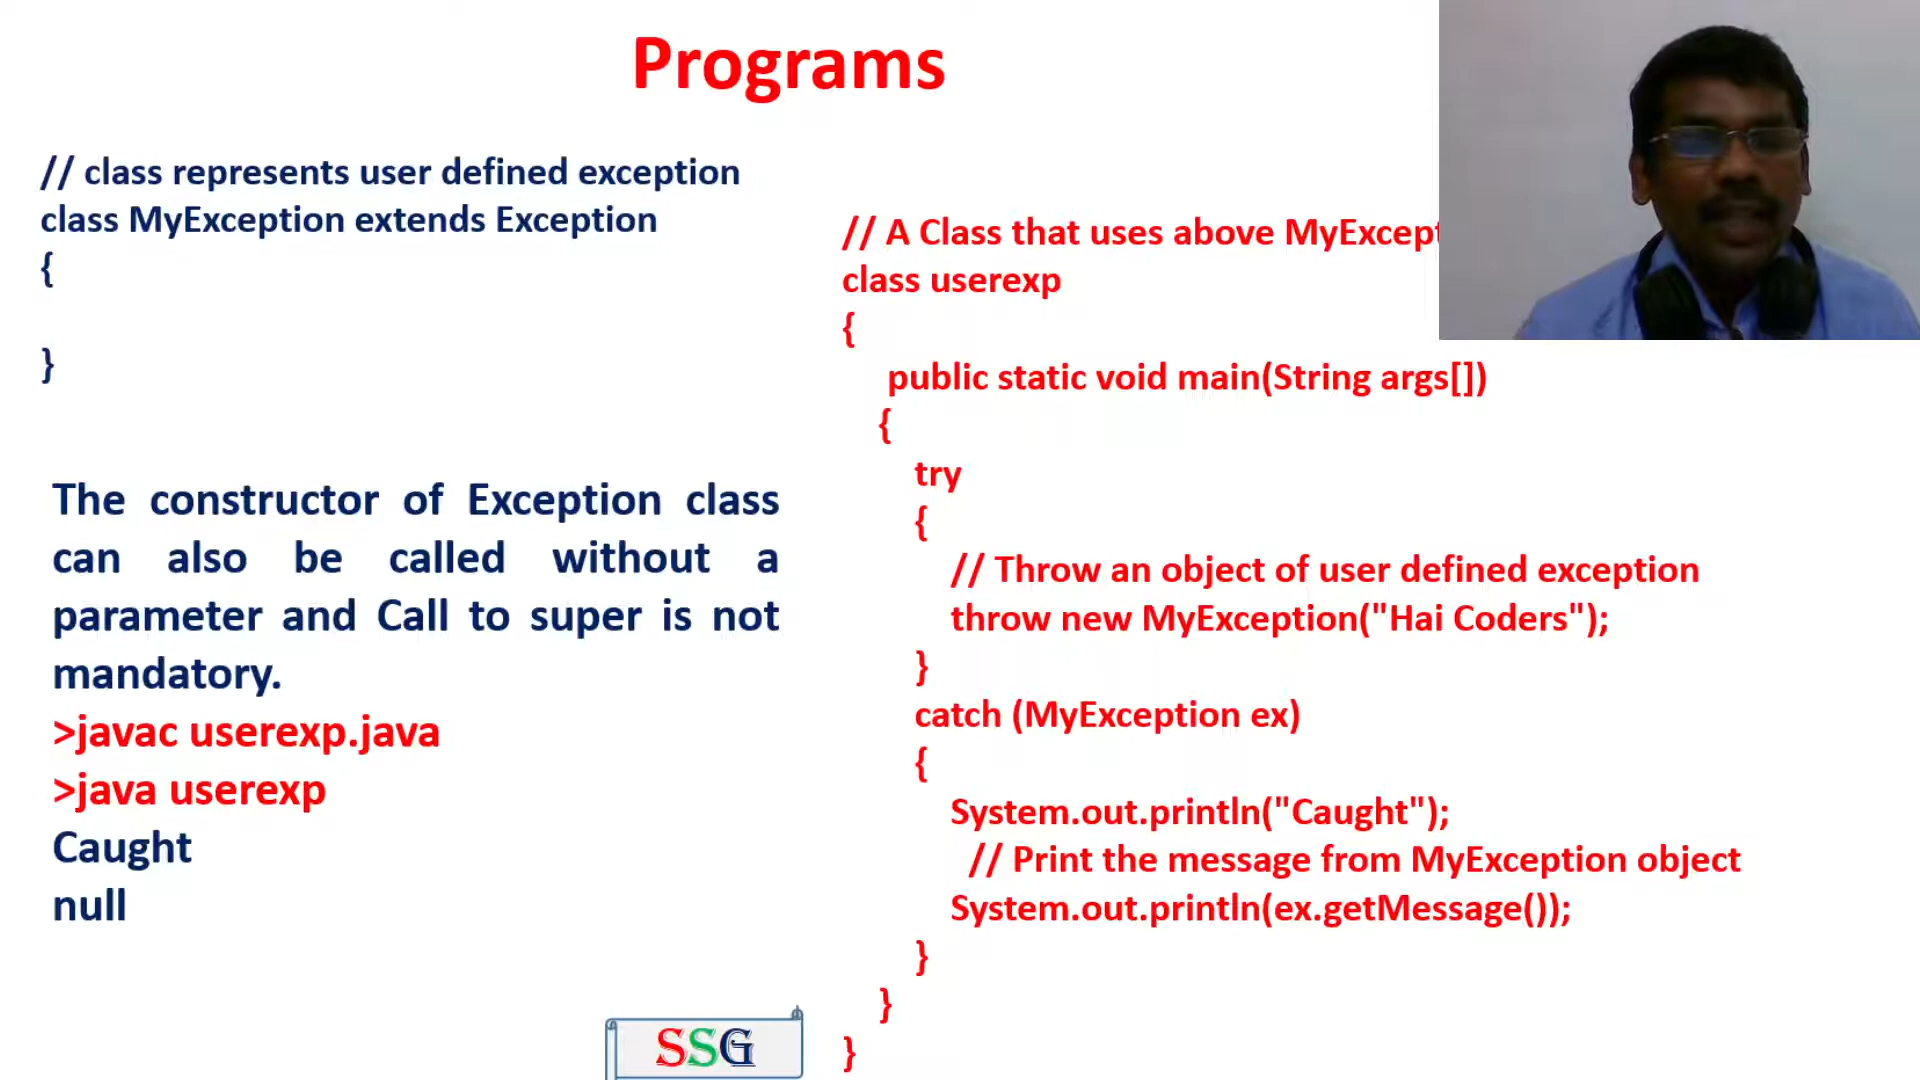 Programs
// class represents user defined exception
class MyException extends Exception
{
}
The constructor of Exception class
can also be called without a
parameter and Call to super is not
mandatory.
>javac userexp.java
>java userexp
Caught
null
// A Class that uses above MyExcept
class userexp
{
public static void main(String args[])
{
try
{
// Throw an object of user defined exception
throw new MyException("Hai Coders");
}
catch (MyException ex)
{
System.out.println("Caught");
// Print the message from MyException object
System.out.println(ex.getMessage());
}
}
}
SSG